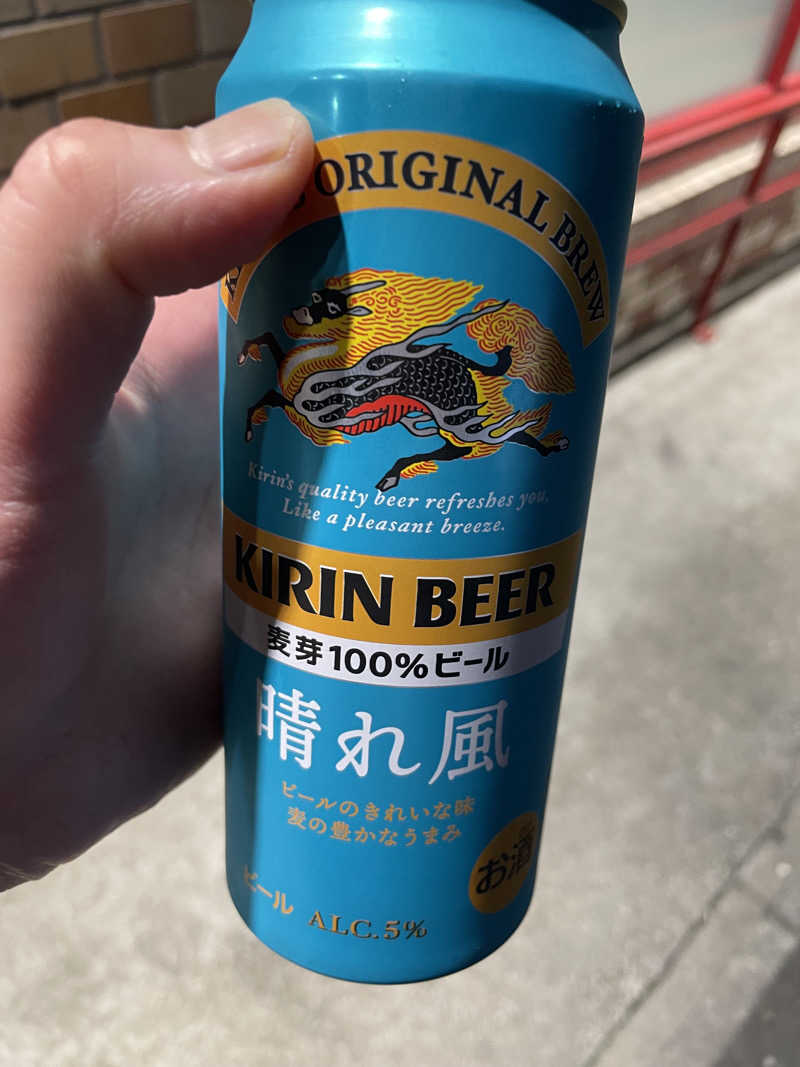 ORIGINAL BREW
Kirin's quality beer refreshes you,
Like a pleasant breeze.
KIRIN BEER
麦芽100%ビール
晴れ風
ビールのきれいな味
麦の豊かなうまみ
お酒
ビール
ALC.5%